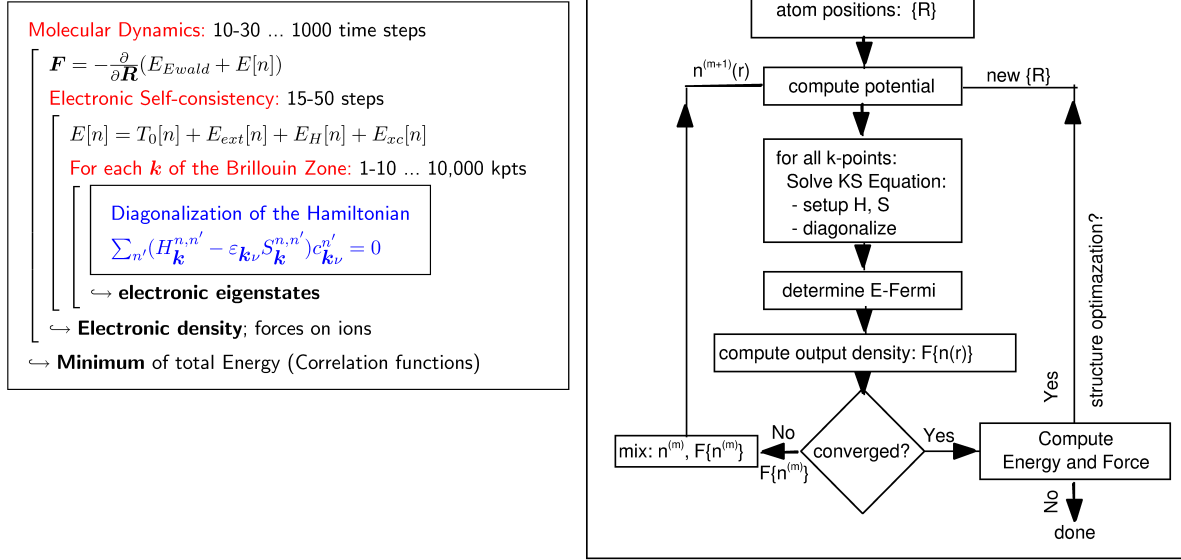 Molecular Dynamics: 10-30 ... 1000 time steps
F = −∂/∂R(E_Ewald + E[n])
Electronic Self-consistency: 15-50 steps
E[n] = T₀[n] + E_ext[n] + E_H[n] + E_xc[n]
For each k of the Brillouin Zone: 1-10 ... 10,000 kpts
Diagonalization of the Hamiltonian
∑_n′(H_k^{n,n′} − ε_kν S_k^{n,n′})c_kν^{n′} = 0
↪ electronic eigenstates
↪ Electronic density; forces on ions
↪ Minimum of total Energy (Correlation functions)
atom positions: {R}
n^(m+1)(r)
compute potential
new {R}
for all k-points:
Solve KS Equation:
- setup H, S
- diagonalize
determine E-Fermi
compute output density: F{n(r)}
converged?
No
F{n^(m)}
mix: n^(m), F{n^(m)}
Yes
Compute
Energy and Force
Yes
structure optimazation?
No
done